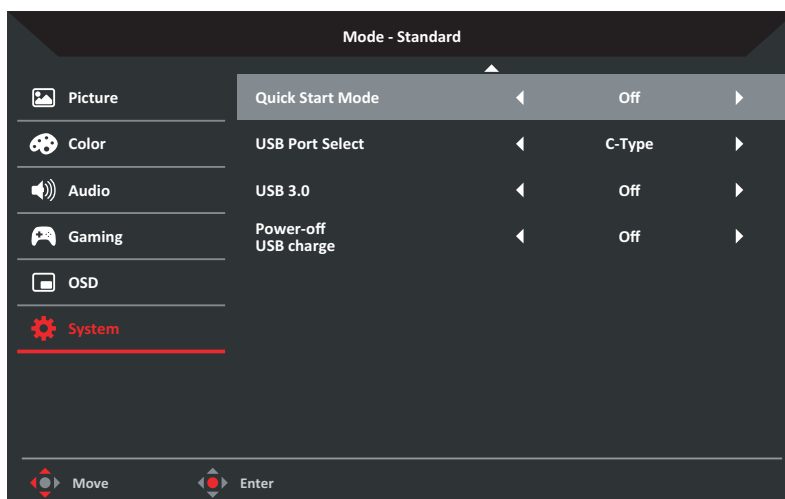 Mode - Standard
Picture
Color
Audio
Gaming
OSD
System
Quick Start Mode Off
USB Port Select C-Type
USB 3.0 Off
Power-off
USB charge Off
Move Enter